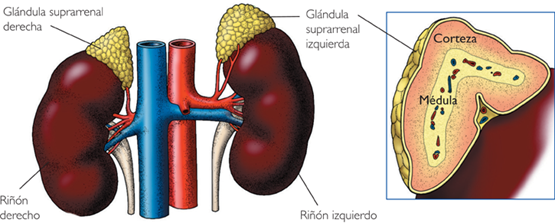 Glándula suprarrenal
derecha
Glándula
suprarrenal
izquierda
Corteza
Médula
Riñón
derecho
Riñón izquierdo